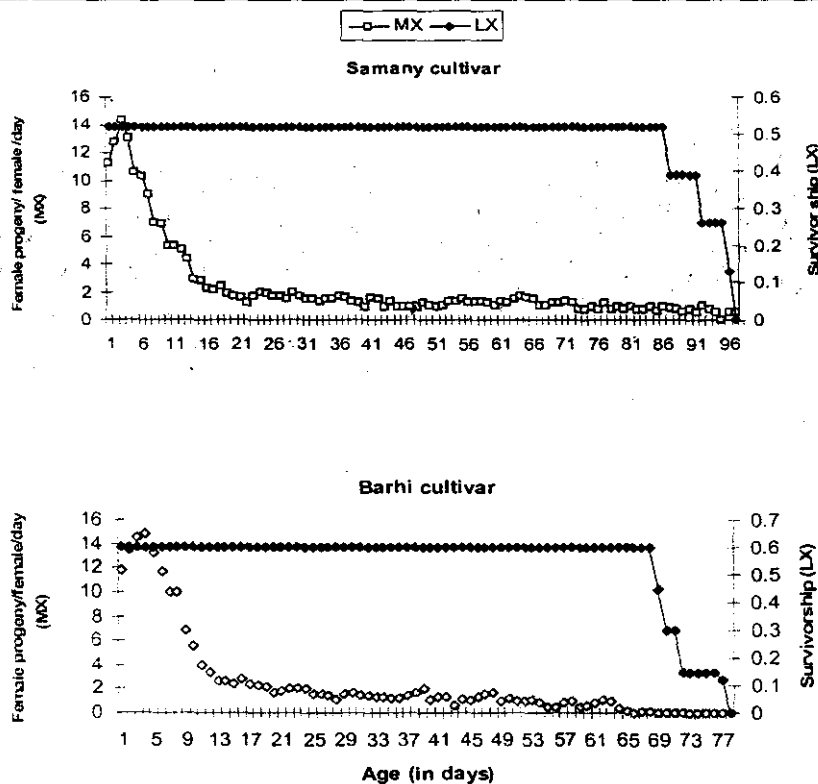 MX LX
Samany cultivar
Female progeny/ female /day
(MX)
16
14
12
10
8
6
4
2
0
0.6
0.5
0.4
0.3
0.2
0.1
0
Survivor ship (LX)
1 6 11 16 21 26 31 36 41 47 51 56 61 66 71 76 81 86 91 96
Barhi cultivar
Female progeny/female/day
(MX)
16
14
12
10
8
6
4
2
0
0.7
0.6
0.5
0.4
0.3
0.2
0.1
0
Survivorship (LX)
1 5 9 13 17 21 25 29 33 37 41 45 49 53 57 61 65 69 73 77
Age (in days)